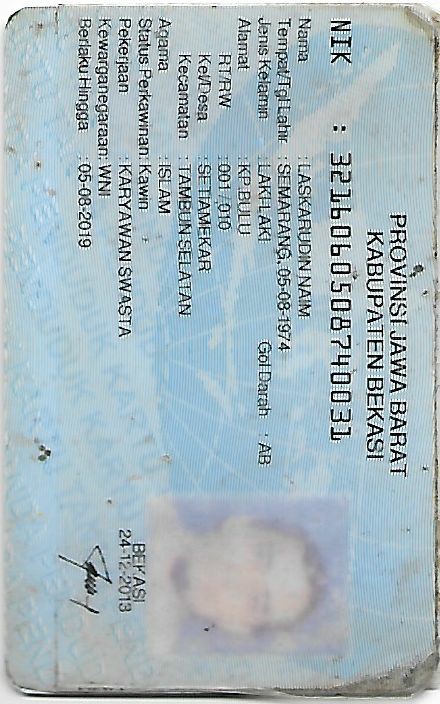 PROVINSI JAWA BARAT
KABUPATEN BEKASI
NIK : 3216060508740031
Nama : LASKARUDIN NAIM
Tempat/Tgl Lahir : SEMARANG, 05-08-1974
Jenis Kelamin : LAKI-LAKI Gol Darah : AB
Alamat : KP.BULU
RT/RW : 001/ 010
Kel/Desa : SETIAMEKAR
Kecamatan : TAMBUN SELATAN
Agama : ISLAM
Status Perkawinan: Kawin
Pekerjaan : KARYAWAN SWASTA
Kewarganegaraan: WNI
Berlaku Hingga : 05-08-2019
BEKASI
24-12-2013